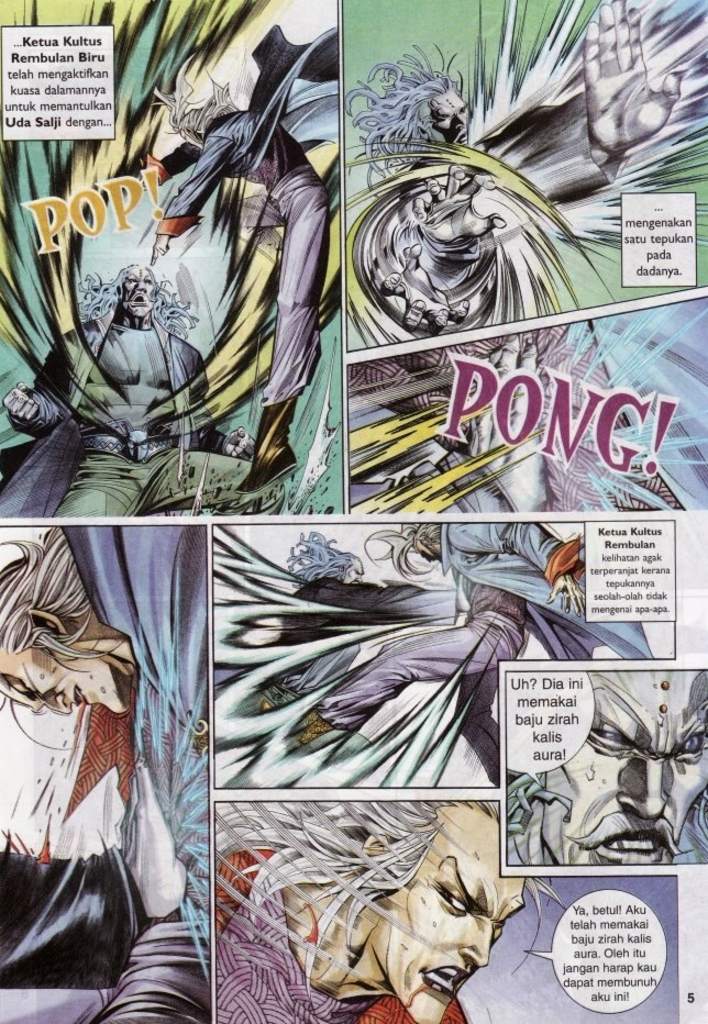 ...Ketua Kultus
Rembulan Biru
telah mengaktifkan
kuasa dalamannya
untuk memantulkan
Uda Salji dengan...
POP!
...
mengenakan
satu tepukan
pada
dadanya.
PONG!
Ketua Kultus
Rembulan
kelihatan agak
terperanjat kerana
tepukannya
seolah-olah tidak
mengenai apa-apa.
Uh? Dia ini
memakai
baju zirah
kalis
aura!
Ya, betul! Aku
telah memakai
baju zirah kalis
aura. Oleh itu
jangan harap kau
dapat membunuh
aku ini!
5